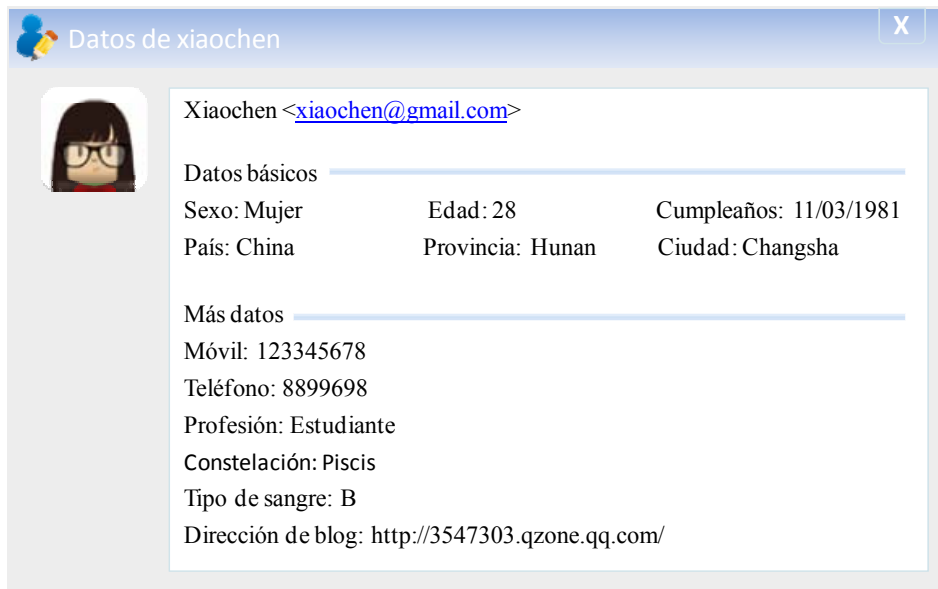 Datos de xiaochen
X
Xiaochen <xiaochen@gmail.com>
Datos básicos
Sexo: Mujer Edad: 28 Cumpleaños: 11/03/1981
País: China Provincia: Hunan Ciudad: Changsha
Más datos
Móvil: 123345678
Teléfono: 8899698
Profesión: Estudiante
Constelación: Piscis
Tipo de sangre: B
Dirección de blog: http://3547303.qzone.qq.com/